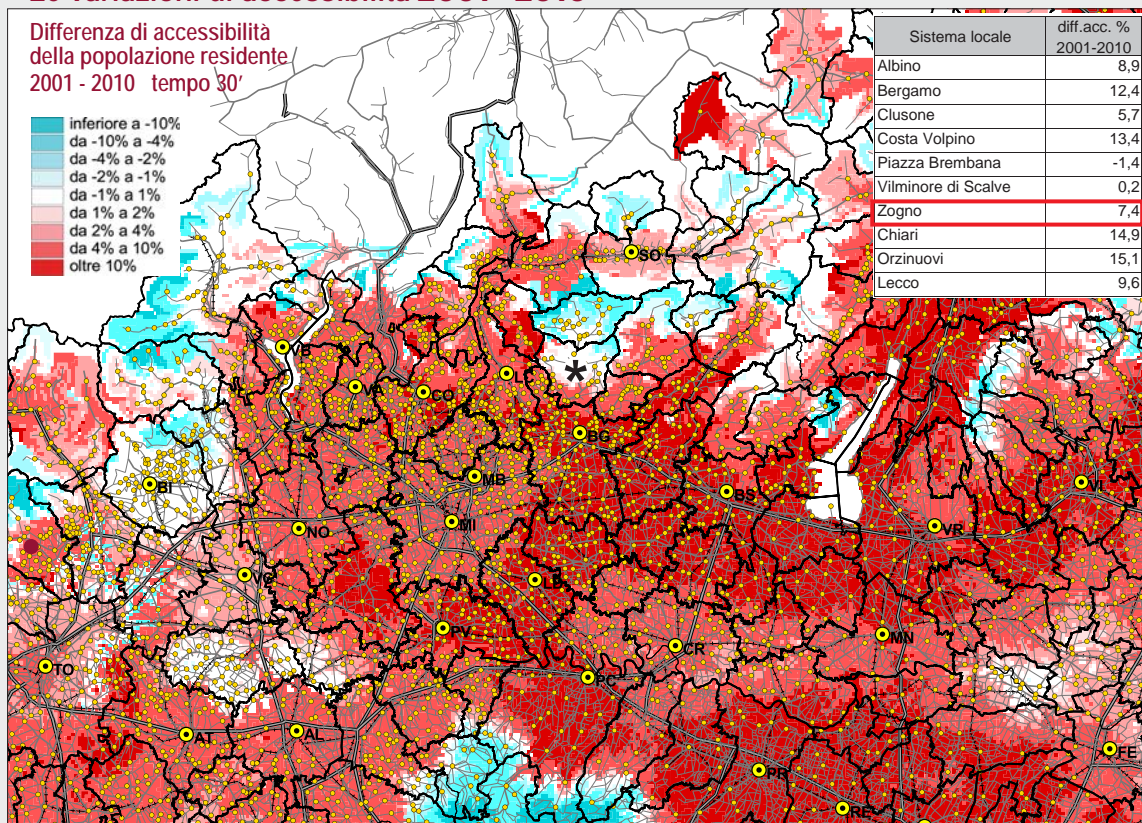 Differenza di accessibilità
della popolazione residente
2001 - 2010 tempo 30'
inferiore a -10%
da -10% a -4%
da -4% a -2%
da -2% a -1%
da -1% a 1%
da 1% a 2%
da 2% a 4%
da 4% a 10%
oltre 10%
Sistema locale diff.acc. %
2001-2010
Albino 8,9
Bergamo 12,4
Clusone 5,7
Costa Volpino 13,4
Piazza Brembana -1,4
Vilminore di Scalve 0,2
Zogno 7,4
Chiari 14,9
Orzinuovi 15,1
Lecco 9,6
SO
VB
*
CO
BG
BI
MB
BS
VI
MI
NO
VR
VC
PV
MN
CR
TO
AT
AL
FE
PR
RE